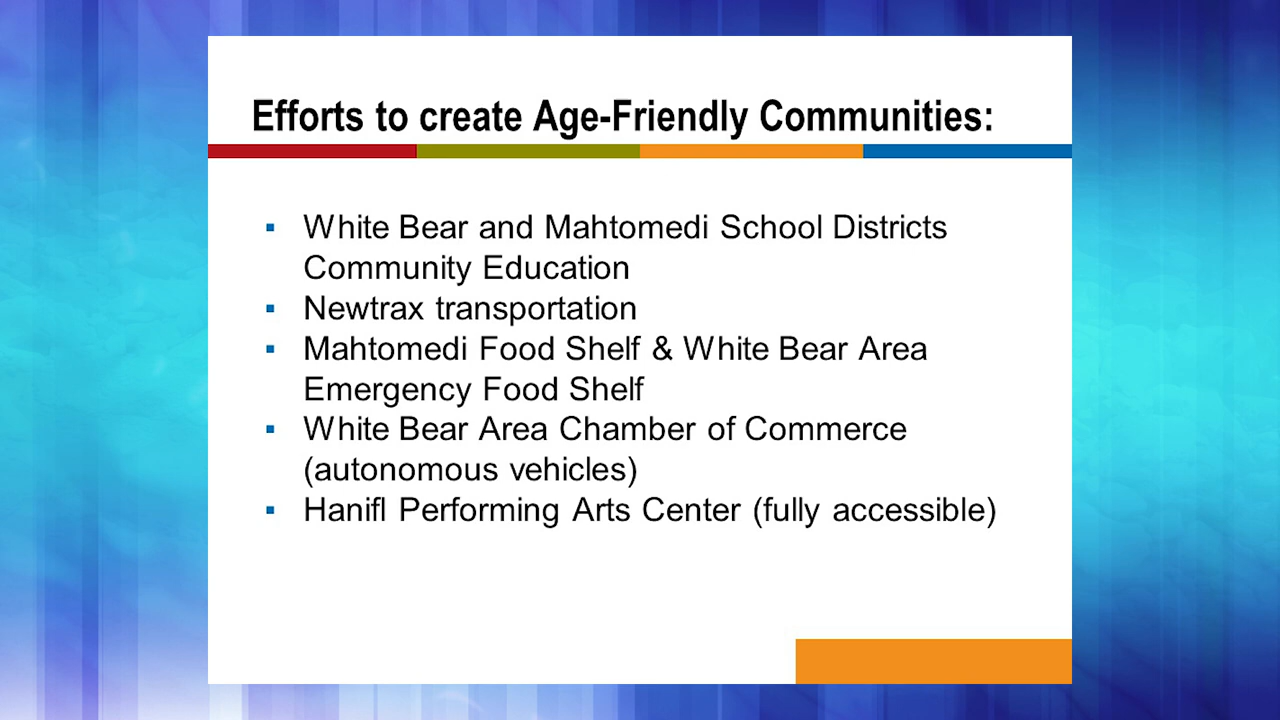 Efforts to create Age-Friendly Communities:
▪ White Bear and Mahtomedi School Districts
Community Education
▪ Newtrax transportation
▪ Mahtomedi Food Shelf & White Bear Area
Emergency Food Shelf
▪ White Bear Area Chamber of Commerce
(autonomous vehicles)
▪ Hanifl Performing Arts Center (fully accessible)